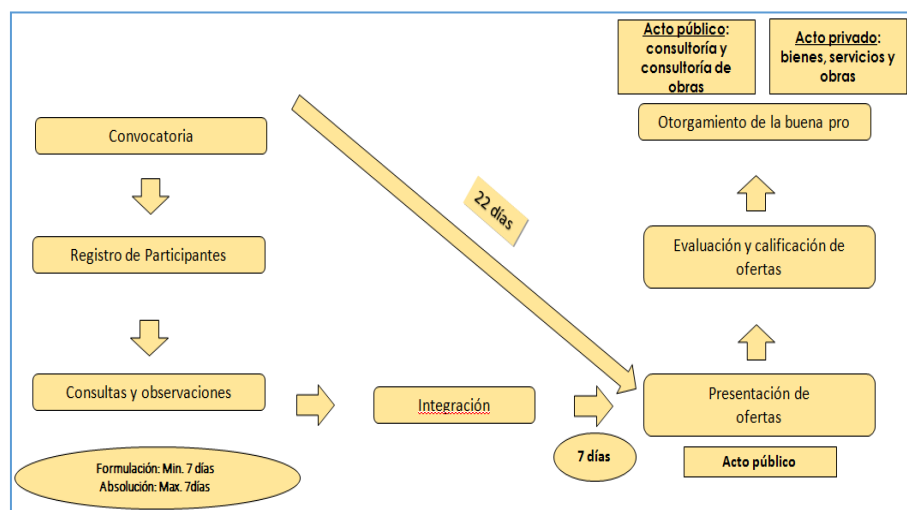 Convocatoria
Registro de Participantes
Consultas y observaciones
Formulación: Min. 7 días
Absolución: Max. 7días
Integración
22 días
7 días
Presentación de
ofertas
Acto público
Evaluación y calificación de
ofertas
Otorgamiento de la buena pro
Acto público:
consultoría y
consultoría de
obras
Acto privado:
bienes, servicios y
obras